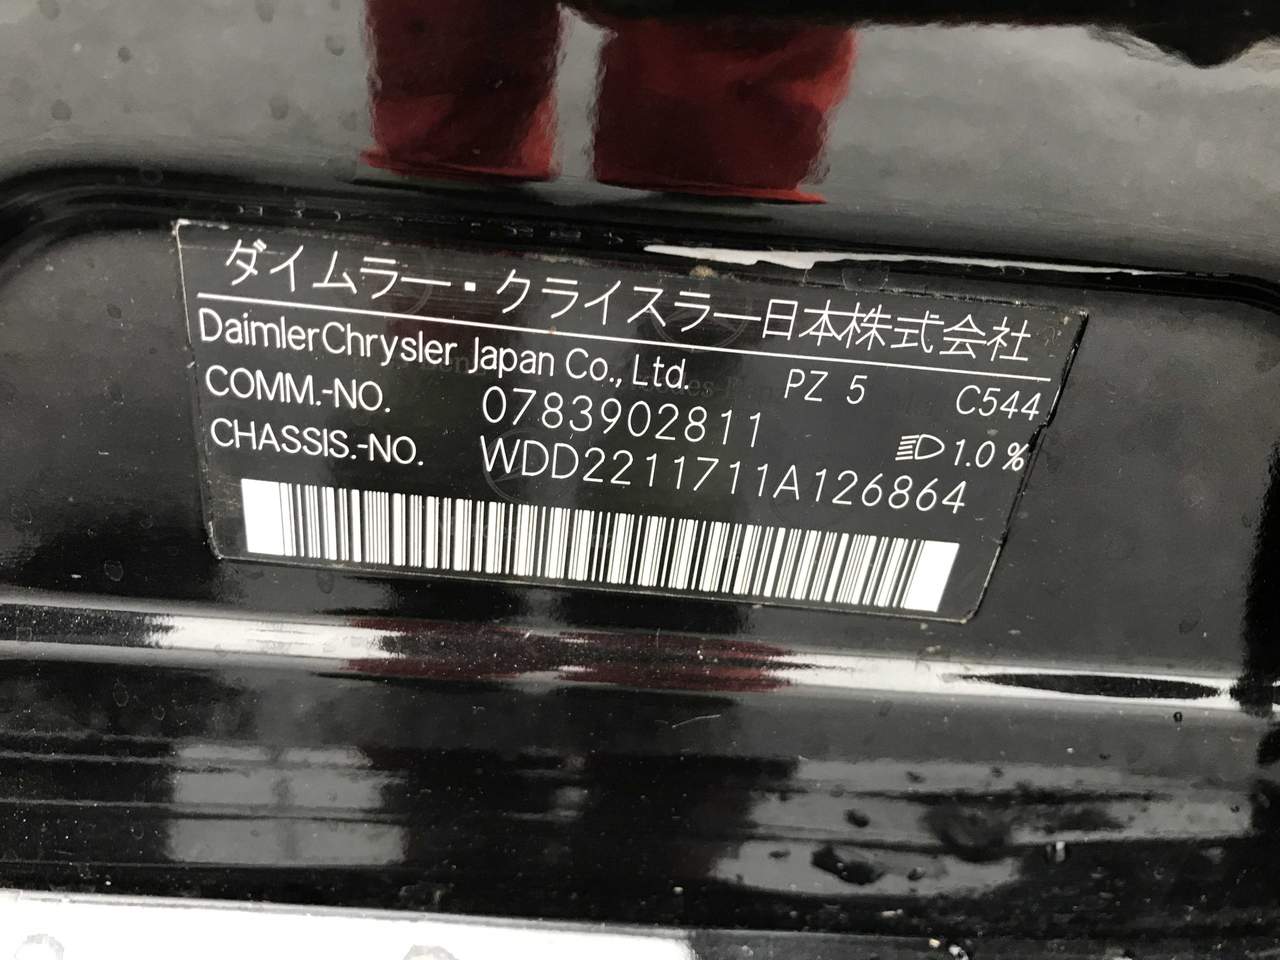 ダイムラー・クライスラー日本株式会社
DaimlerChrysler Japan Co., Ltd. PZ 5 C544
COMM.-NO. 0783902811 1.0 %
CHASSIS.-NO. WDD2211711A126864